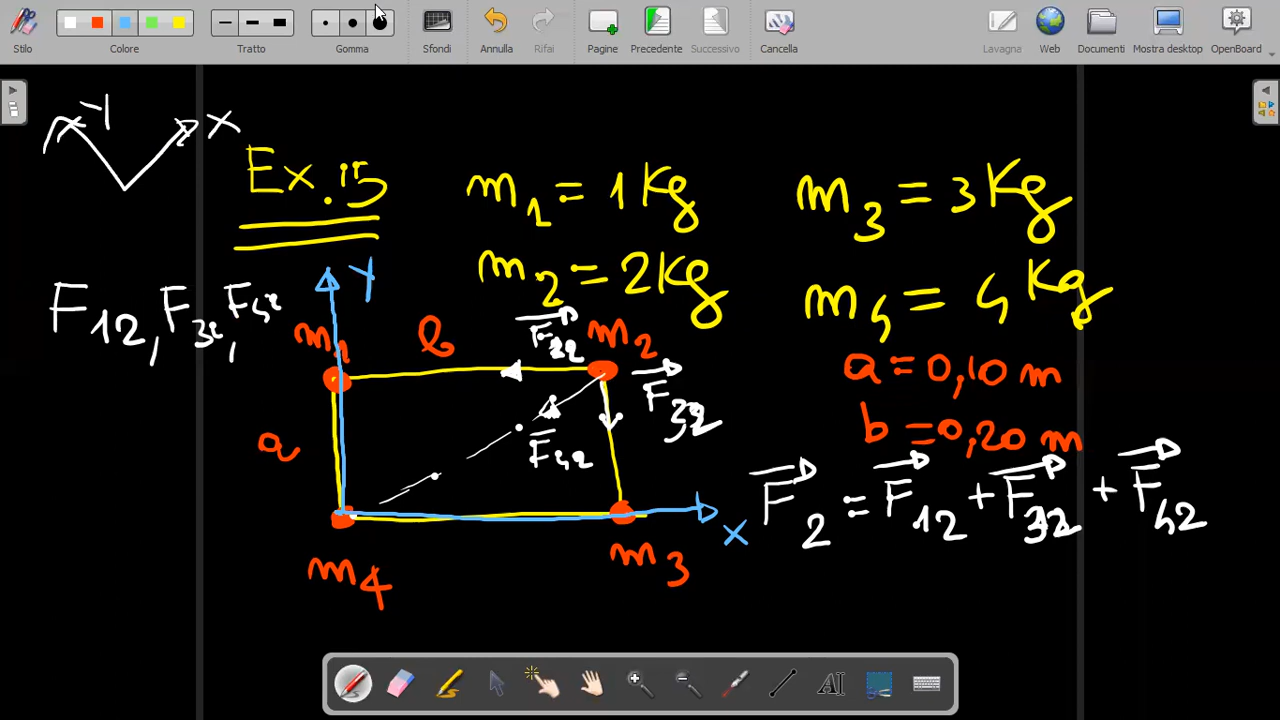 Stilo Colore Tratto Gomma Sfondi Annulla Rifai Pagine Precedente Successivo Cancella Lavagna Web Documenti Mostra desktop OpenBoard
x
Ex.15
m1 = 1 Kg
m3 = 3 Kg
m2 = 2 Kg
m4 = 4 Kg
F12, F32, F42
y
m1
b
F12
m2
a = 0,10 m
F32
b = 0,20 m
a
F42
F2 = F12 + F32 + F42
x
m4
m3
AI